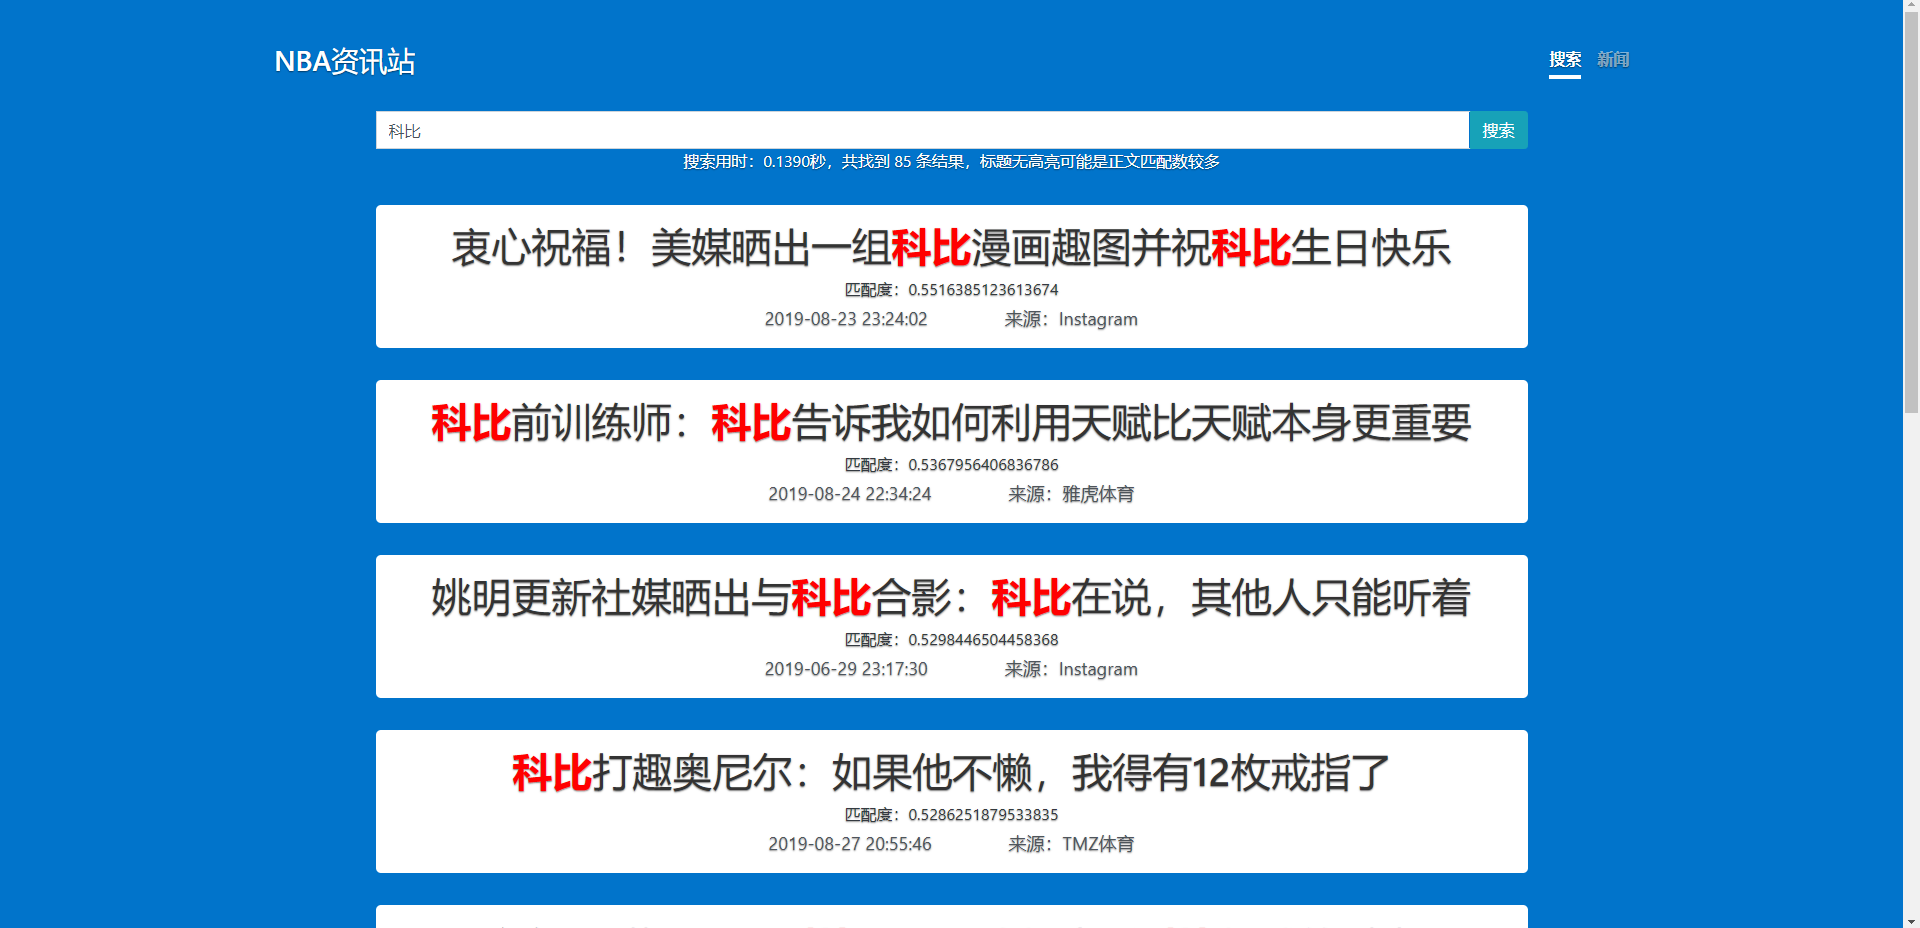 NBA资讯站
搜索 新闻
科比 搜索
搜索用时：0.1390秒，共找到 85 条结果，标题无高亮可能是正文匹配数较多
衷心祝福！美媒晒出一组科比漫画趣图并祝科比生日快乐
匹配度：0.5516385123613674
2019-08-23 23:24:02 来源：Instagram
科比前训练师：科比告诉我如何利用天赋比天赋本身更重要
匹配度：0.5367956406836786
2019-08-24 22:34:24 来源：雅虎体育
姚明更新社媒晒出与科比合影：科比在说，其他人只能听着
匹配度：0.5298446504458368
2019-06-29 23:17:30 来源：Instagram
科比打趣奥尼尔：如果他不懒，我得有12枚戒指了
匹配度：0.5286251879533835
2019-08-27 20:55:46 来源：TMZ体育